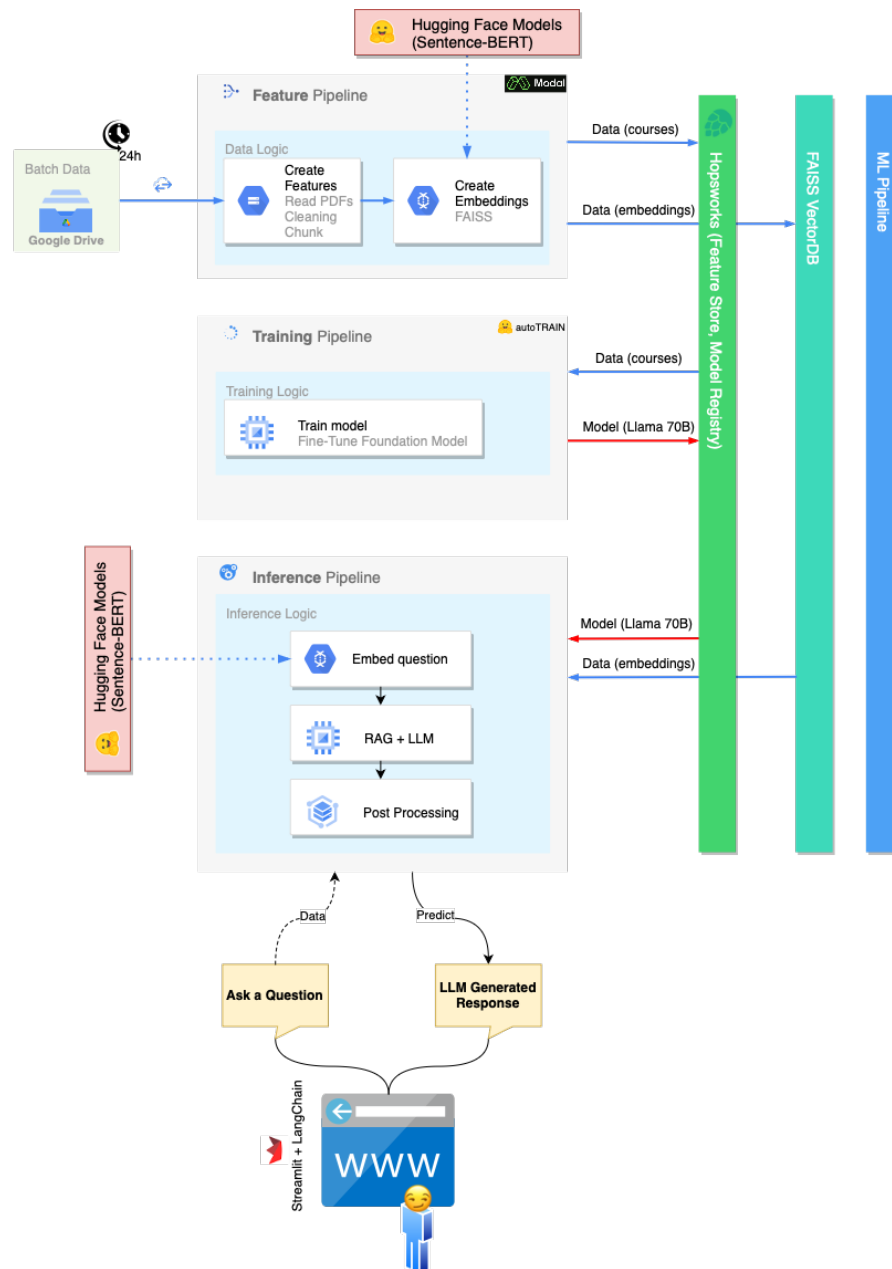 Hugging Face Models
(Sentence-BERT)
Modal
Feature Pipeline
24h
Batch Data
Google Drive
Data Logic
Create
Features
Read PDFs
Cleaning
Chunk
Create
Embeddings
FAISS
Data (courses)
Data (embeddings)
Hopsworks (Feature Store, Model Registry)
FAISS VectorDB
ML Pipeline
autoTRAIN
Training Pipeline
Training Logic
Train model
Fine-Tune Foundation Model
Data (courses)
Model (Llama 70B)
Hugging Face Models
(Sentence-BERT)
Inference Pipeline
Inference Logic
Embed question
RAG + LLM
Post Processing
Model (Llama 70B)
Data (embeddings)
Data
Predict
Ask a Question
LLM Generated
Response
Streamlit + LangChain
WWW